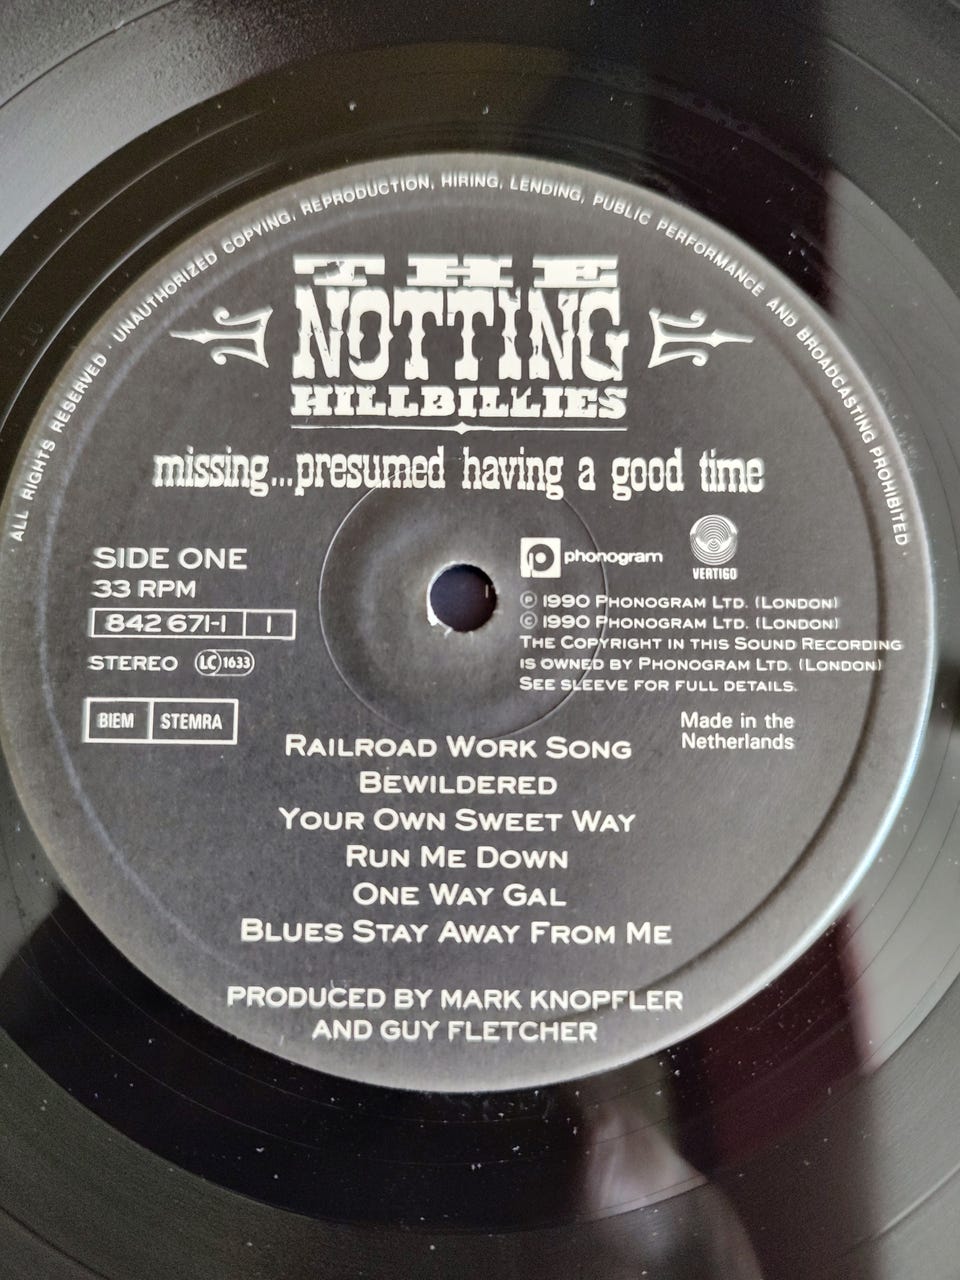 ALL RIGHTS RESERVED · UNAUTHORIZED COPYING, REPRODUCTION, HIRING, LENDING, PUBLIC PERFORMANCE AND BROADCASTING PROHIBITED ·
THE
NOTTING
HILLBILLIES
missing...presumed having a good time
SIDE ONE
33 RPM
842 671-1 1
STEREO LC 1633
BIEM STEMRA
phonogram
VERTIGO
℗ 1990 PHONOGRAM LTD. (LONDON)
© 1990 PHONOGRAM LTD. (LONDON)
THE COPYRIGHT IN THIS SOUND RECORDING
IS OWNED BY PHONOGRAM LTD. (LONDON)
SEE SLEEVE FOR FULL DETAILS.
Made in the
Netherlands
RAILROAD WORK SONG
BEWILDERED
YOUR OWN SWEET WAY
RUN ME DOWN
ONE WAY GAL
BLUES STAY AWAY FROM ME
PRODUCED BY MARK KNOPFLER
AND GUY FLETCHER